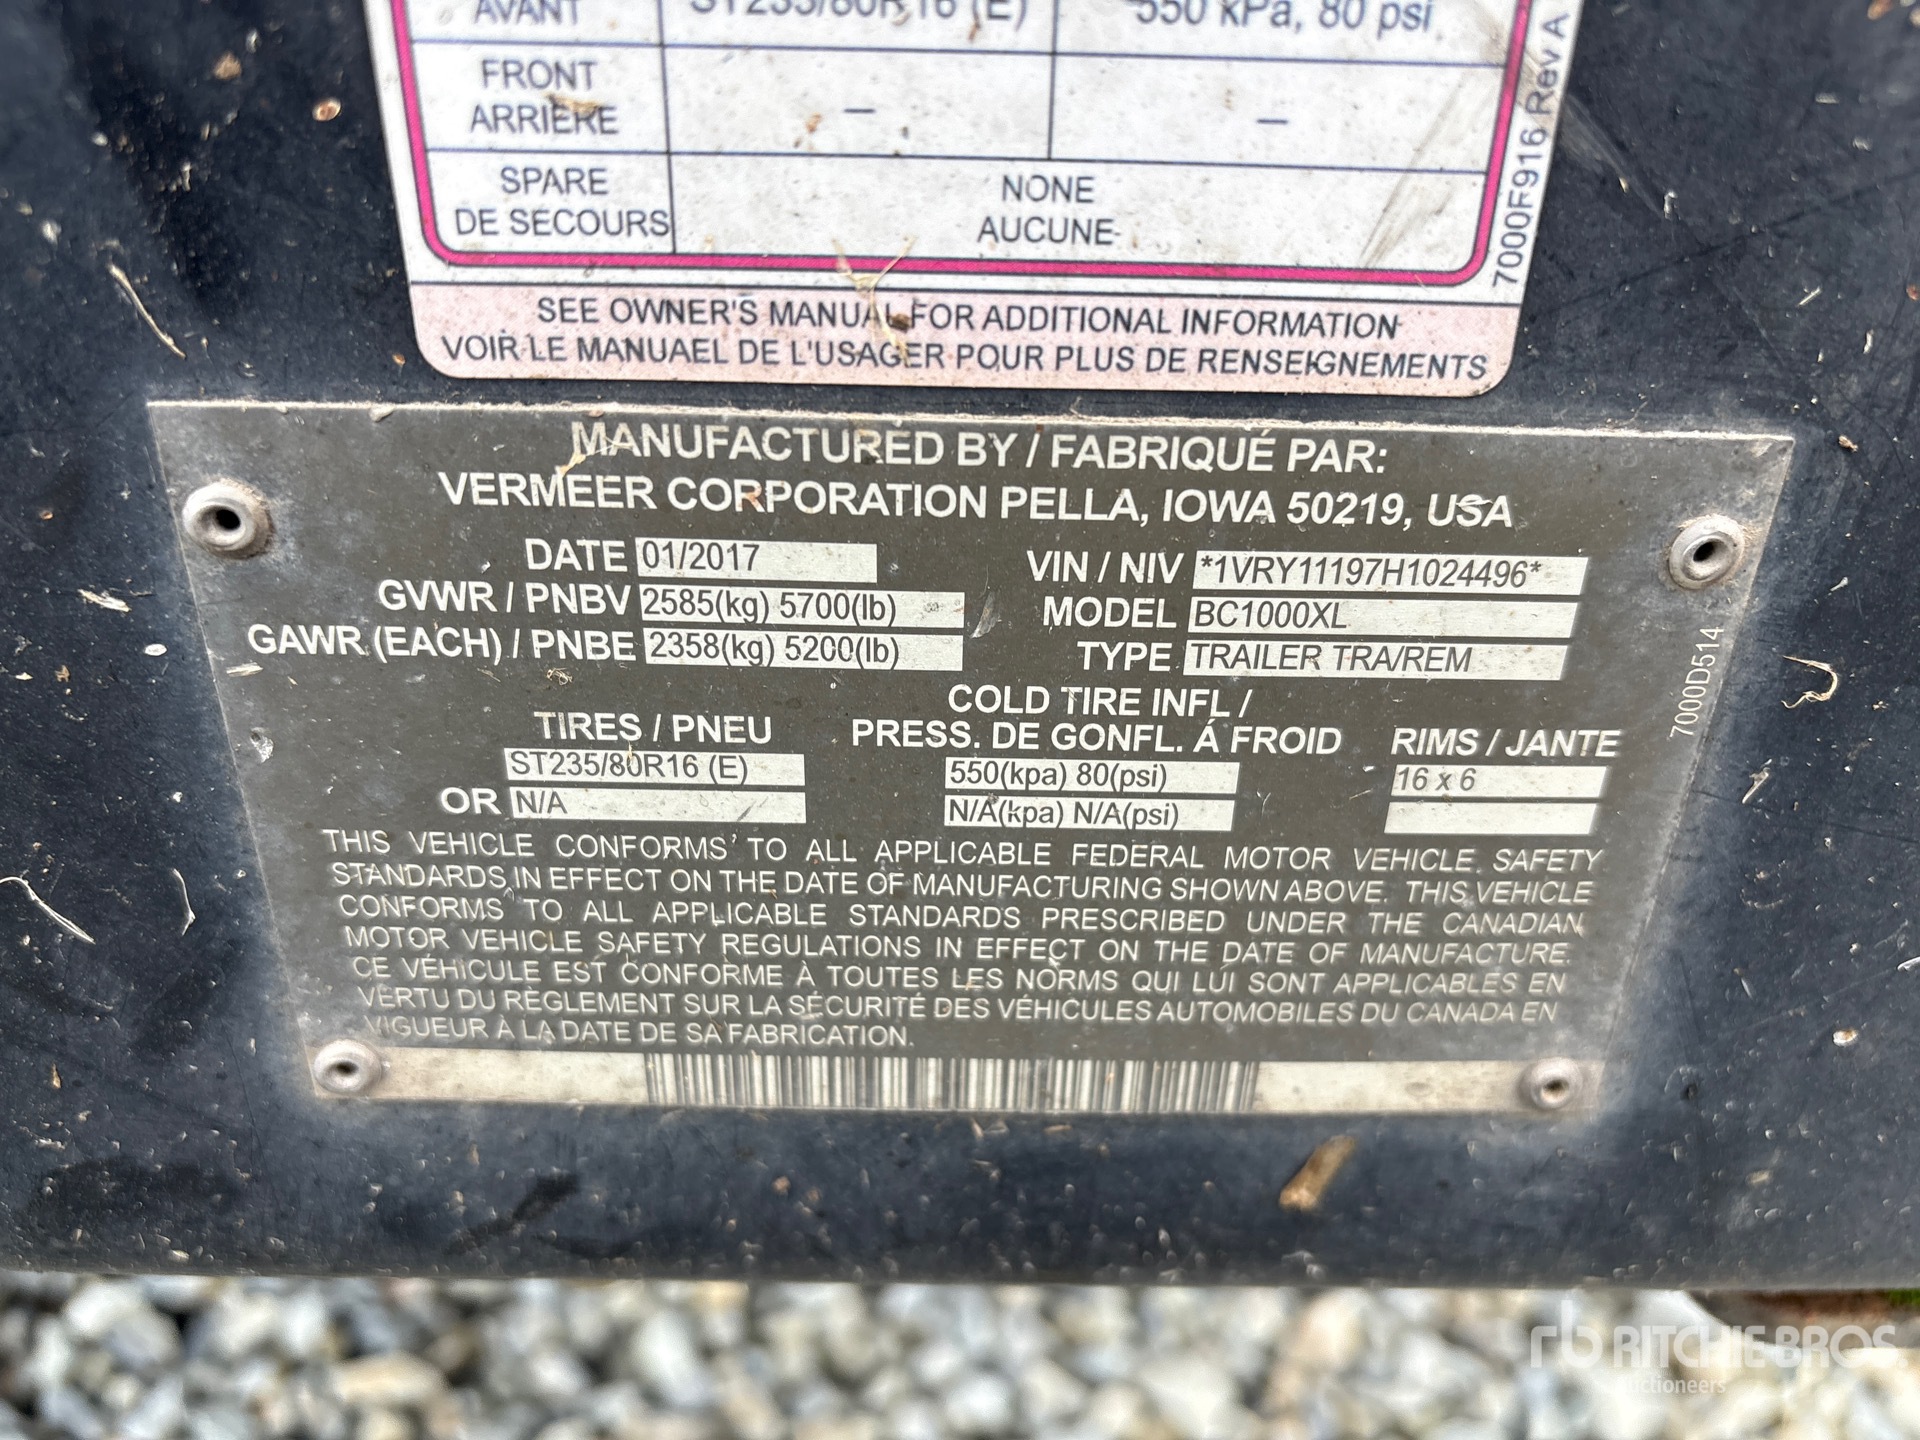 AVANT ST235/80R16 (E) 550 kPa, 80 psi
FRONT
ARRIÈRE – –
SPARE NONE
DE SECOURS AUCUNE
7000F916 Rev A
SEE OWNER'S MANUAL FOR ADDITIONAL INFORMATION
VOIR LE MANUAEL DE L'USAGER POUR PLUS DE RENSEIGNEMENTS
MANUFACTURED BY / FABRIQUÉ PAR:
VERMEER CORPORATION PELLA, IOWA 50219, USA
DATE 01/2017 VIN / NIV *1VRY11197H1024496*
GVWR / PNBV 2585(kg) 5700(lb) MODEL BC1000XL
GAWR (EACH) / PNBE 2358(kg) 5200(lb) TYPE TRAILER TRA/REM
7000D514
COLD TIRE INFL /
TIRES / PNEU PRESS. DE GONFL. Á FROID RIMS / JANTE
ST235/80R16 (E) 550(kpa) 80(psi) 16 x 6
OR N/A N/A(kpa) N/A(psi)
THIS VEHICLE CONFORMS TO ALL APPLICABLE FEDERAL MOTOR VEHICLE SAFETY
STANDARDS IN EFFECT ON THE DATE OF MANUFACTURING SHOWN ABOVE. THIS VEHICLE
CONFORMS TO ALL APPLICABLE STANDARDS PRESCRIBED UNDER THE CANADIAN
MOTOR VEHICLE SAFETY REGULATIONS IN EFFECT ON THE DATE OF MANUFACTURE.
CE VÉHICULE EST CONFORME À TOUTES LES NORMS QUI LUI SONT APPLICABLES EN
VERTU DU RÈGLEMENT SUR LA SÉCURITÉ DES VÉHICULES AUTOMOBILES DU CANADA EN
VIGUEUR À LA DATE DE SA FABRICATION.
rb RITCHIE BROS.
Auctioneers